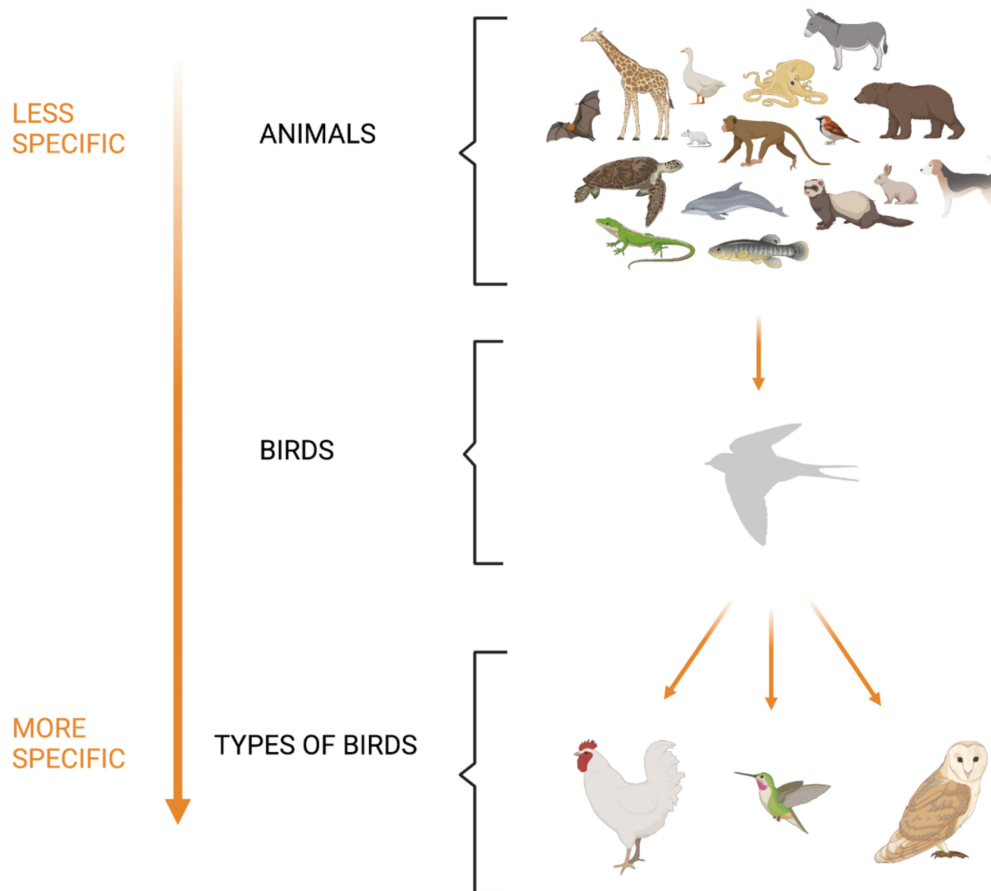 LESS
SPECIFIC
ANIMALS
BIRDS
MORE
SPECIFIC
TYPES OF BIRDS